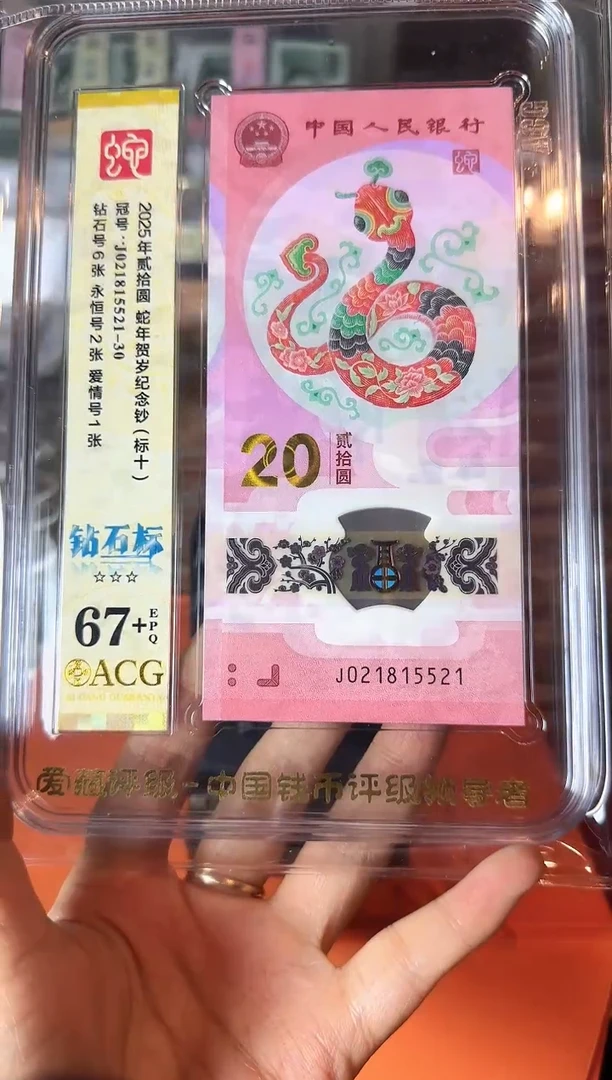 蛇
2025年贰拾圆 蛇年贺岁纪念钞(标十)
冠号:J021815521-30
钻石号6张 永恒号2张 爱情号1张
钻石标
☆☆☆
67+ EPQ
ACG
中国人民银行
蛇
20 贰拾圆
J021815521
爱藏评级-中国钱币评级领导者